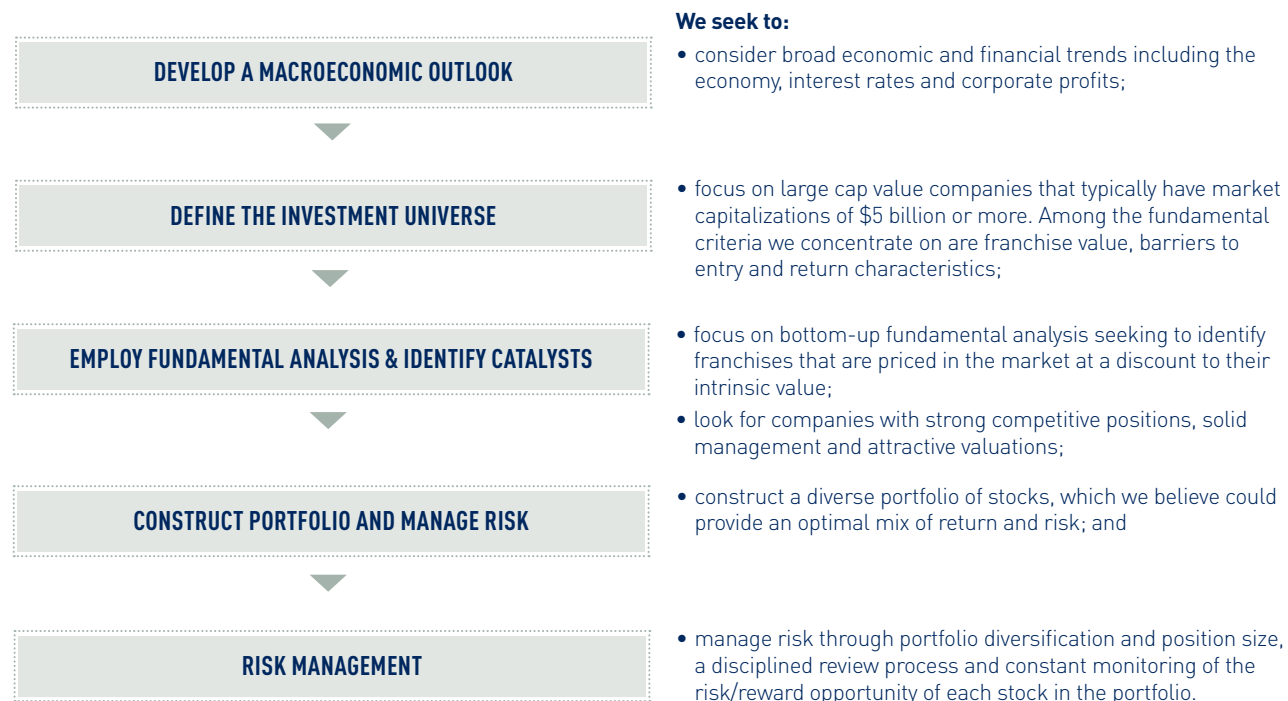 We seek to:
DEVELOP A MACROECONOMIC OUTLOOK
• consider broad economic and financial trends including the
economy, interest rates and corporate profits;
DEFINE THE INVESTMENT UNIVERSE
• focus on large cap value companies that typically have market
capitalizations of $5 billion or more. Among the fundamental
criteria we concentrate on are franchise value, barriers to
entry and return characteristics;
EMPLOY FUNDAMENTAL ANALYSIS & IDENTIFY CATALYSTS
• focus on bottom-up fundamental analysis seeking to identify
franchises that are priced in the market at a discount to their
intrinsic value;
• look for companies with strong competitive positions, solid
management and attractive valuations;
CONSTRUCT PORTFOLIO AND MANAGE RISK
• construct a diverse portfolio of stocks, which we believe could
provide an optimal mix of return and risk; and
RISK MANAGEMENT
• manage risk through portfolio diversification and position size,
a disciplined review process and constant monitoring of the
risk/reward opportunity of each stock in the portfolio.